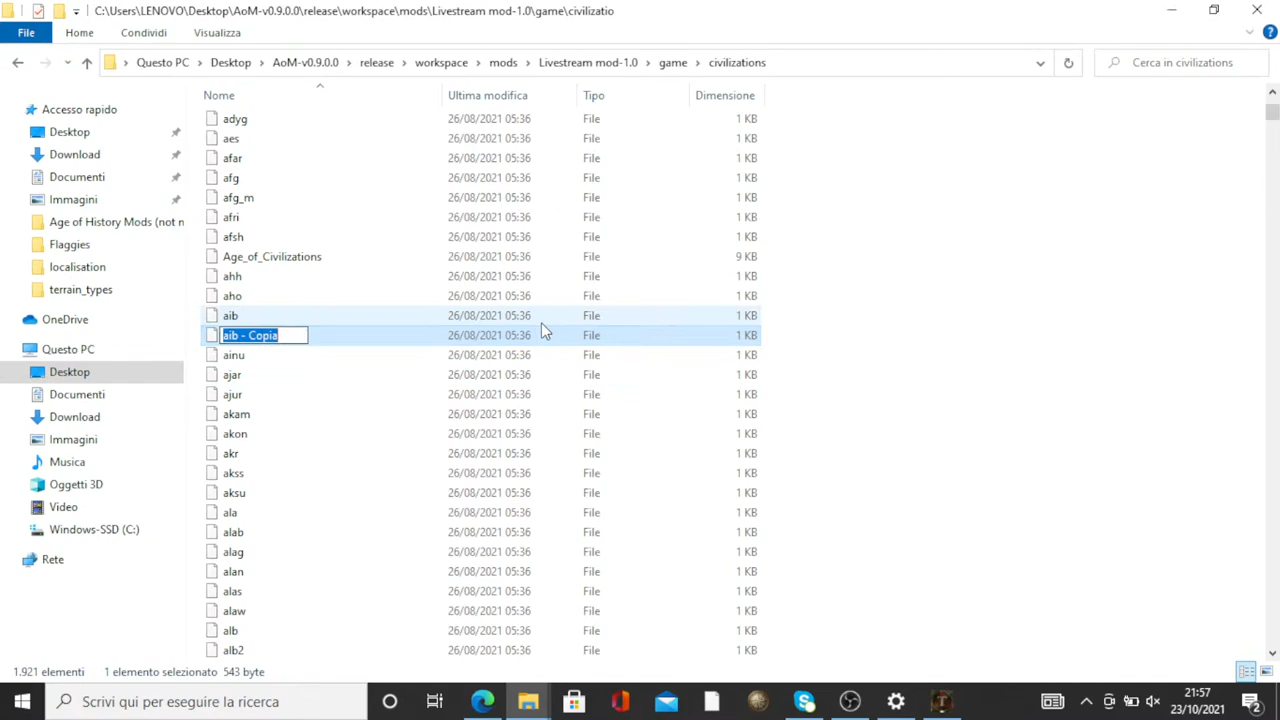 C:\Users\LENOVO\Desktop\AoM-v0.9.0.0\release\workspace\mods\Livestream mod-1.0\game\civilizatio
File Home Condividi Visualizza
Questo PC Desktop AoM-v0.9.0.0 release workspace mods Livestream mod-1.0 game civilizations Cerca in civilizations
Nome Ultima modifica Tipo Dimensione
Accesso rapido
Desktop
Download
Documenti
Immagini
Age of History Mods (not n
Flaggies
localisation
terrain_types
OneDrive
Questo PC
Desktop
Documenti
Download
Immagini
Musica
Oggetti 3D
Video
Windows-SSD (C:)
Rete
adyg 26/08/2021 05:36 File 1 KB
aes 26/08/2021 05:36 File 1 KB
afar 26/08/2021 05:36 File 1 KB
afg 26/08/2021 05:36 File 1 KB
afg_m 26/08/2021 05:36 File 1 KB
afri 26/08/2021 05:36 File 1 KB
afsh 26/08/2021 05:36 File 1 KB
Age_of_Civilizations 26/08/2021 05:36 File 9 KB
ahh 26/08/2021 05:36 File 1 KB
aho 26/08/2021 05:36 File 1 KB
aib 26/08/2021 05:36 File 1 KB
aib - Copia 26/08/2021 05:36 File 1 KB
ainu 26/08/2021 05:36 File 1 KB
ajar 26/08/2021 05:36 File 1 KB
ajur 26/08/2021 05:36 File 1 KB
akam 26/08/2021 05:36 File 1 KB
akon 26/08/2021 05:36 File 1 KB
akr 26/08/2021 05:36 File 1 KB
akss 26/08/2021 05:36 File 1 KB
aksu 26/08/2021 05:36 File 1 KB
ala 26/08/2021 05:36 File 1 KB
alab 26/08/2021 05:36 File 1 KB
alag 26/08/2021 05:36 File 1 KB
alan 26/08/2021 05:36 File 1 KB
alas 26/08/2021 05:36 File 1 KB
alaw 26/08/2021 05:36 File 1 KB
alb 26/08/2021 05:36 File 1 KB
alb2 26/08/2021 05:36 File 1 KB
1.921 elementi 1 elemento selezionato 543 byte
Scrivi qui per eseguire la ricerca
21:57
23/10/2021
2